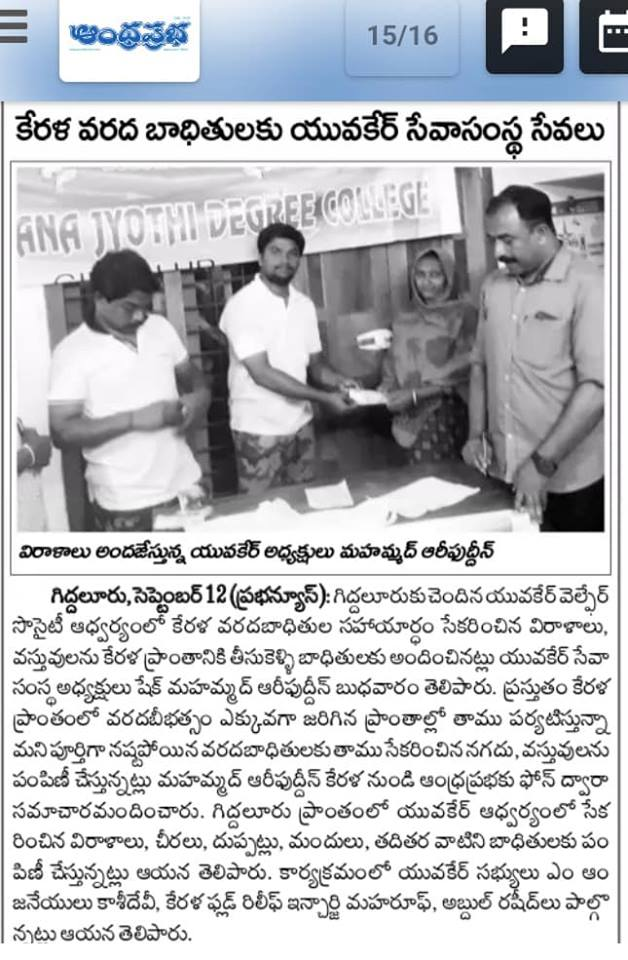 ఆంధ్రప్రభ
15/16
కేరళ వరద బాధితులకు యువకేర్ సేవాసంస్థ సేవలు
ANA JYOTHI DEGREE COLLEGE
విరాళాలు అందజేస్తున్న యువకేర్ అధ్యక్షులు మహమ్మద్ ఆరీఫుద్దీన్
గిద్దలూరు, సెప్టెంబర్ 12 (ప్రభన్యూస్): గిద్దలూరుకు చెందిన యువకేర్ వెల్ఫేర్
సొసైటీ ఆధ్వర్యంలో కేరళ వరదబాధితుల సహాయార్థం సేకరించిన విరాళాలు,
వస్తువులను కేరళ ప్రాంతానికి తీసుకెళ్ళి బాధితులకు అందించినట్లు యువకేర్ సేవా
సంస్థ అధ్యక్షులు షేక్ మహమ్మద్ ఆరీఫుద్దీన్ బుధవారం తెలిపారు. ప్రస్తుతం కేరళ
ప్రాంతంలో వరదబీభత్సం ఎక్కువగా జరిగిన ప్రాంతాల్లో తాము పర్యటిస్తున్నా
మని పూర్తిగా నష్టపోయిన వరదబాధితులకు తాము సేకరించిన నగదు, వస్తువులను
పంపిణీ చేస్తున్నట్లు మహమ్మద్ ఆరీఫుద్దీన్ కేరళ నుండి ఆంధ్రప్రభకు ఫోన్ ద్వారా
సమాచారమందించారు. గిద్దలూరు ప్రాంతంలో యువకేర్ ఆధ్వర్యంలో సేక
రించిన విరాళాలు, చీరలు, దుప్పట్లు, మందులు, తదితర వాటిని బాధితులకు పం
పిణీ చేస్తున్నట్లు ఆయన తెలిపారు. కార్యక్రమంలో యువకేర్ సభ్యులు ఎం ఆం
జనేయులు కాశీదేవీ, కేరళ ఫ్లడ్ రిలీఫ్ ఇన్చార్జి మహరూఫ్, అబ్దుల్ రషీద్‌లు పాల్గొ
న్నట్లు ఆయన తెలిపారు.